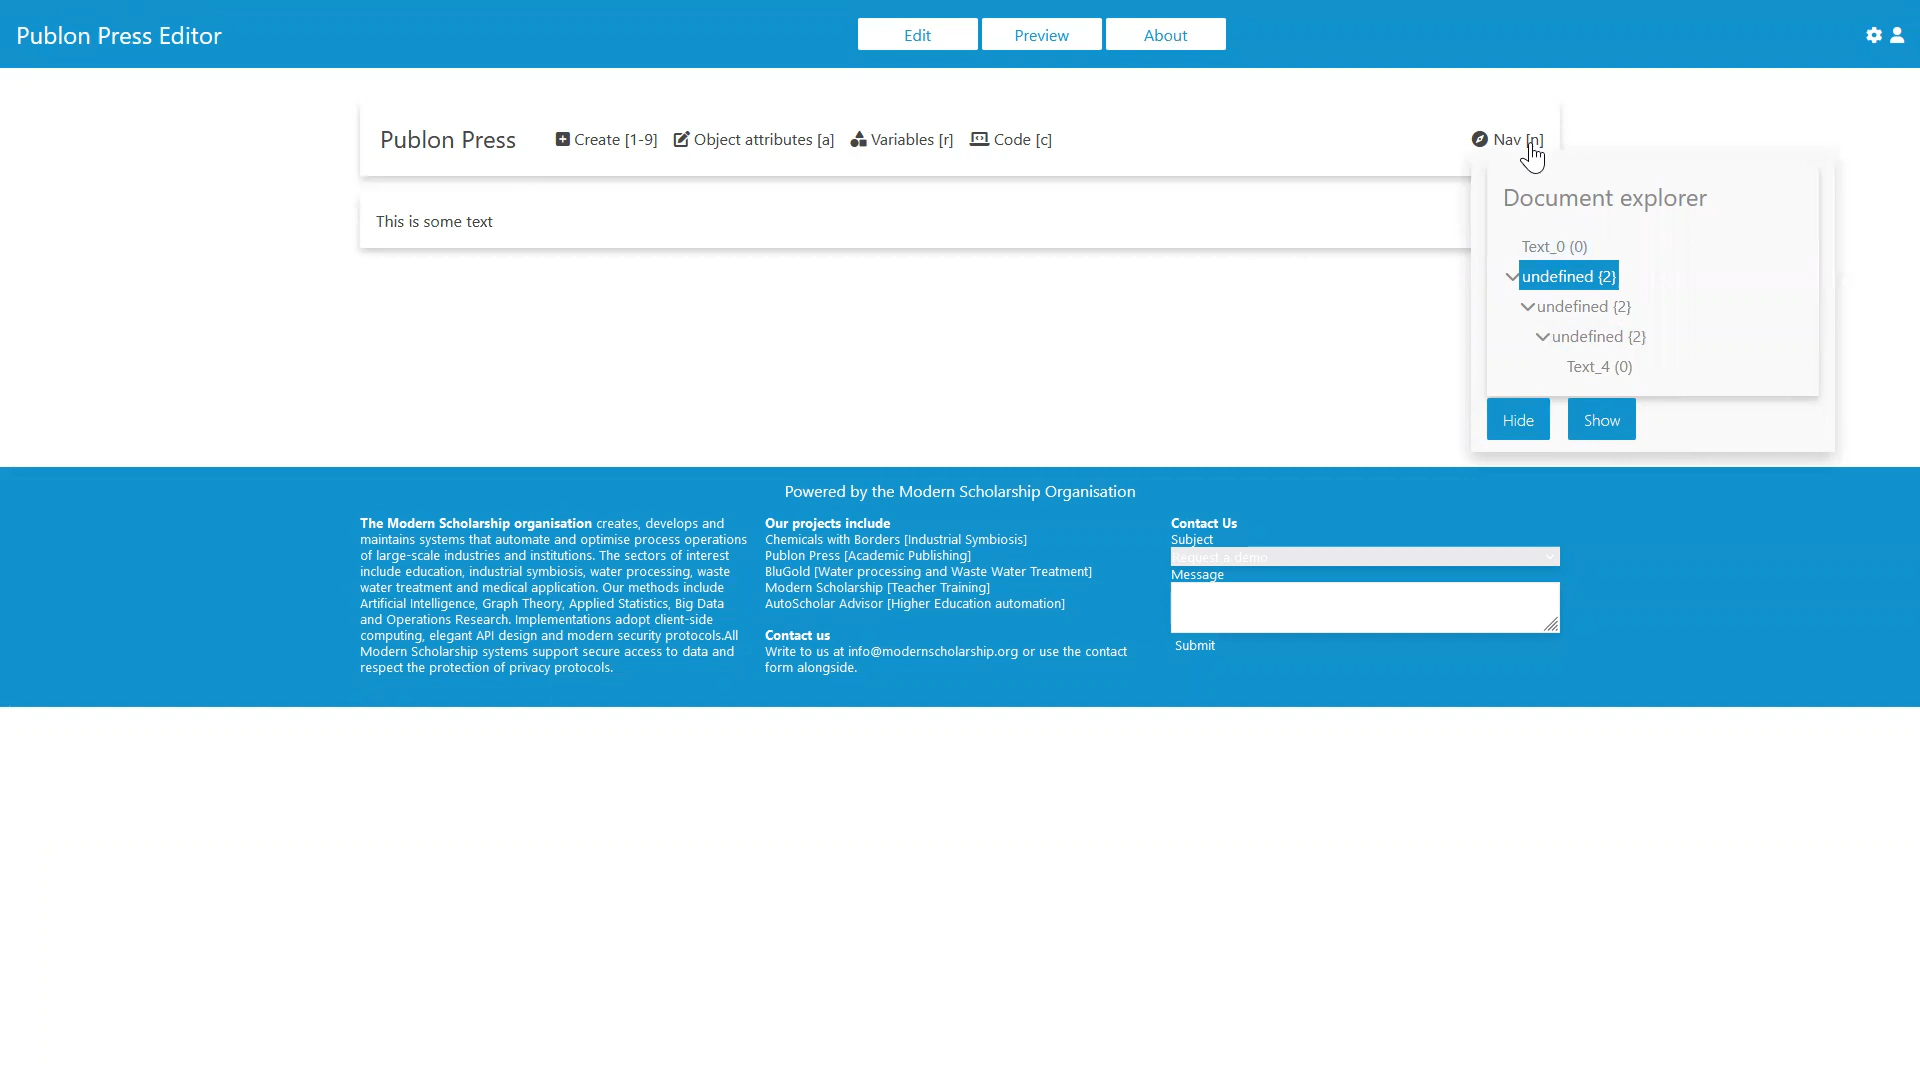 Publon Press Editor
Edit
Preview
About
Publon Press
Create [1-9]
Object attributes [a]
Variables [r]
Code [c]
Nav [n]
This is some text
Document explorer
Text_0 (0)
undefined {2}
undefined {2}
undefined {2}
Text_4 (0)
Hide
Show
Powered by the Modern Scholarship Organisation
The Modern Scholarship organisation creates, develops and
maintains systems that automate and optimise process operations
of large-scale industries and institutions. The sectors of interest
include education, industrial symbiosis, water processing, waste
water treatment and medical application. Our methods include
Artificial Intelligence, Graph Theory, Applied Statistics, Big Data
and Operations Research. Implementations adopt client-side
computing, elegant API design and modern security protocols.All
Modern Scholarship systems support secure access to data and
respect the protection of privacy protocols.
Our projects include
Chemicals with Borders [Industrial Symbiosis]
Publon Press [Academic Publishing]
BluGold [Water processing and Waste Water Treatment]
Modern Scholarship [Teacher Training]
AutoScholar Advisor [Higher Education automation]
Contact us
Write to us at info@modernscholarship.org or use the contact
form alongside.
Contact Us
Subject
Request a demo
Message
Submit